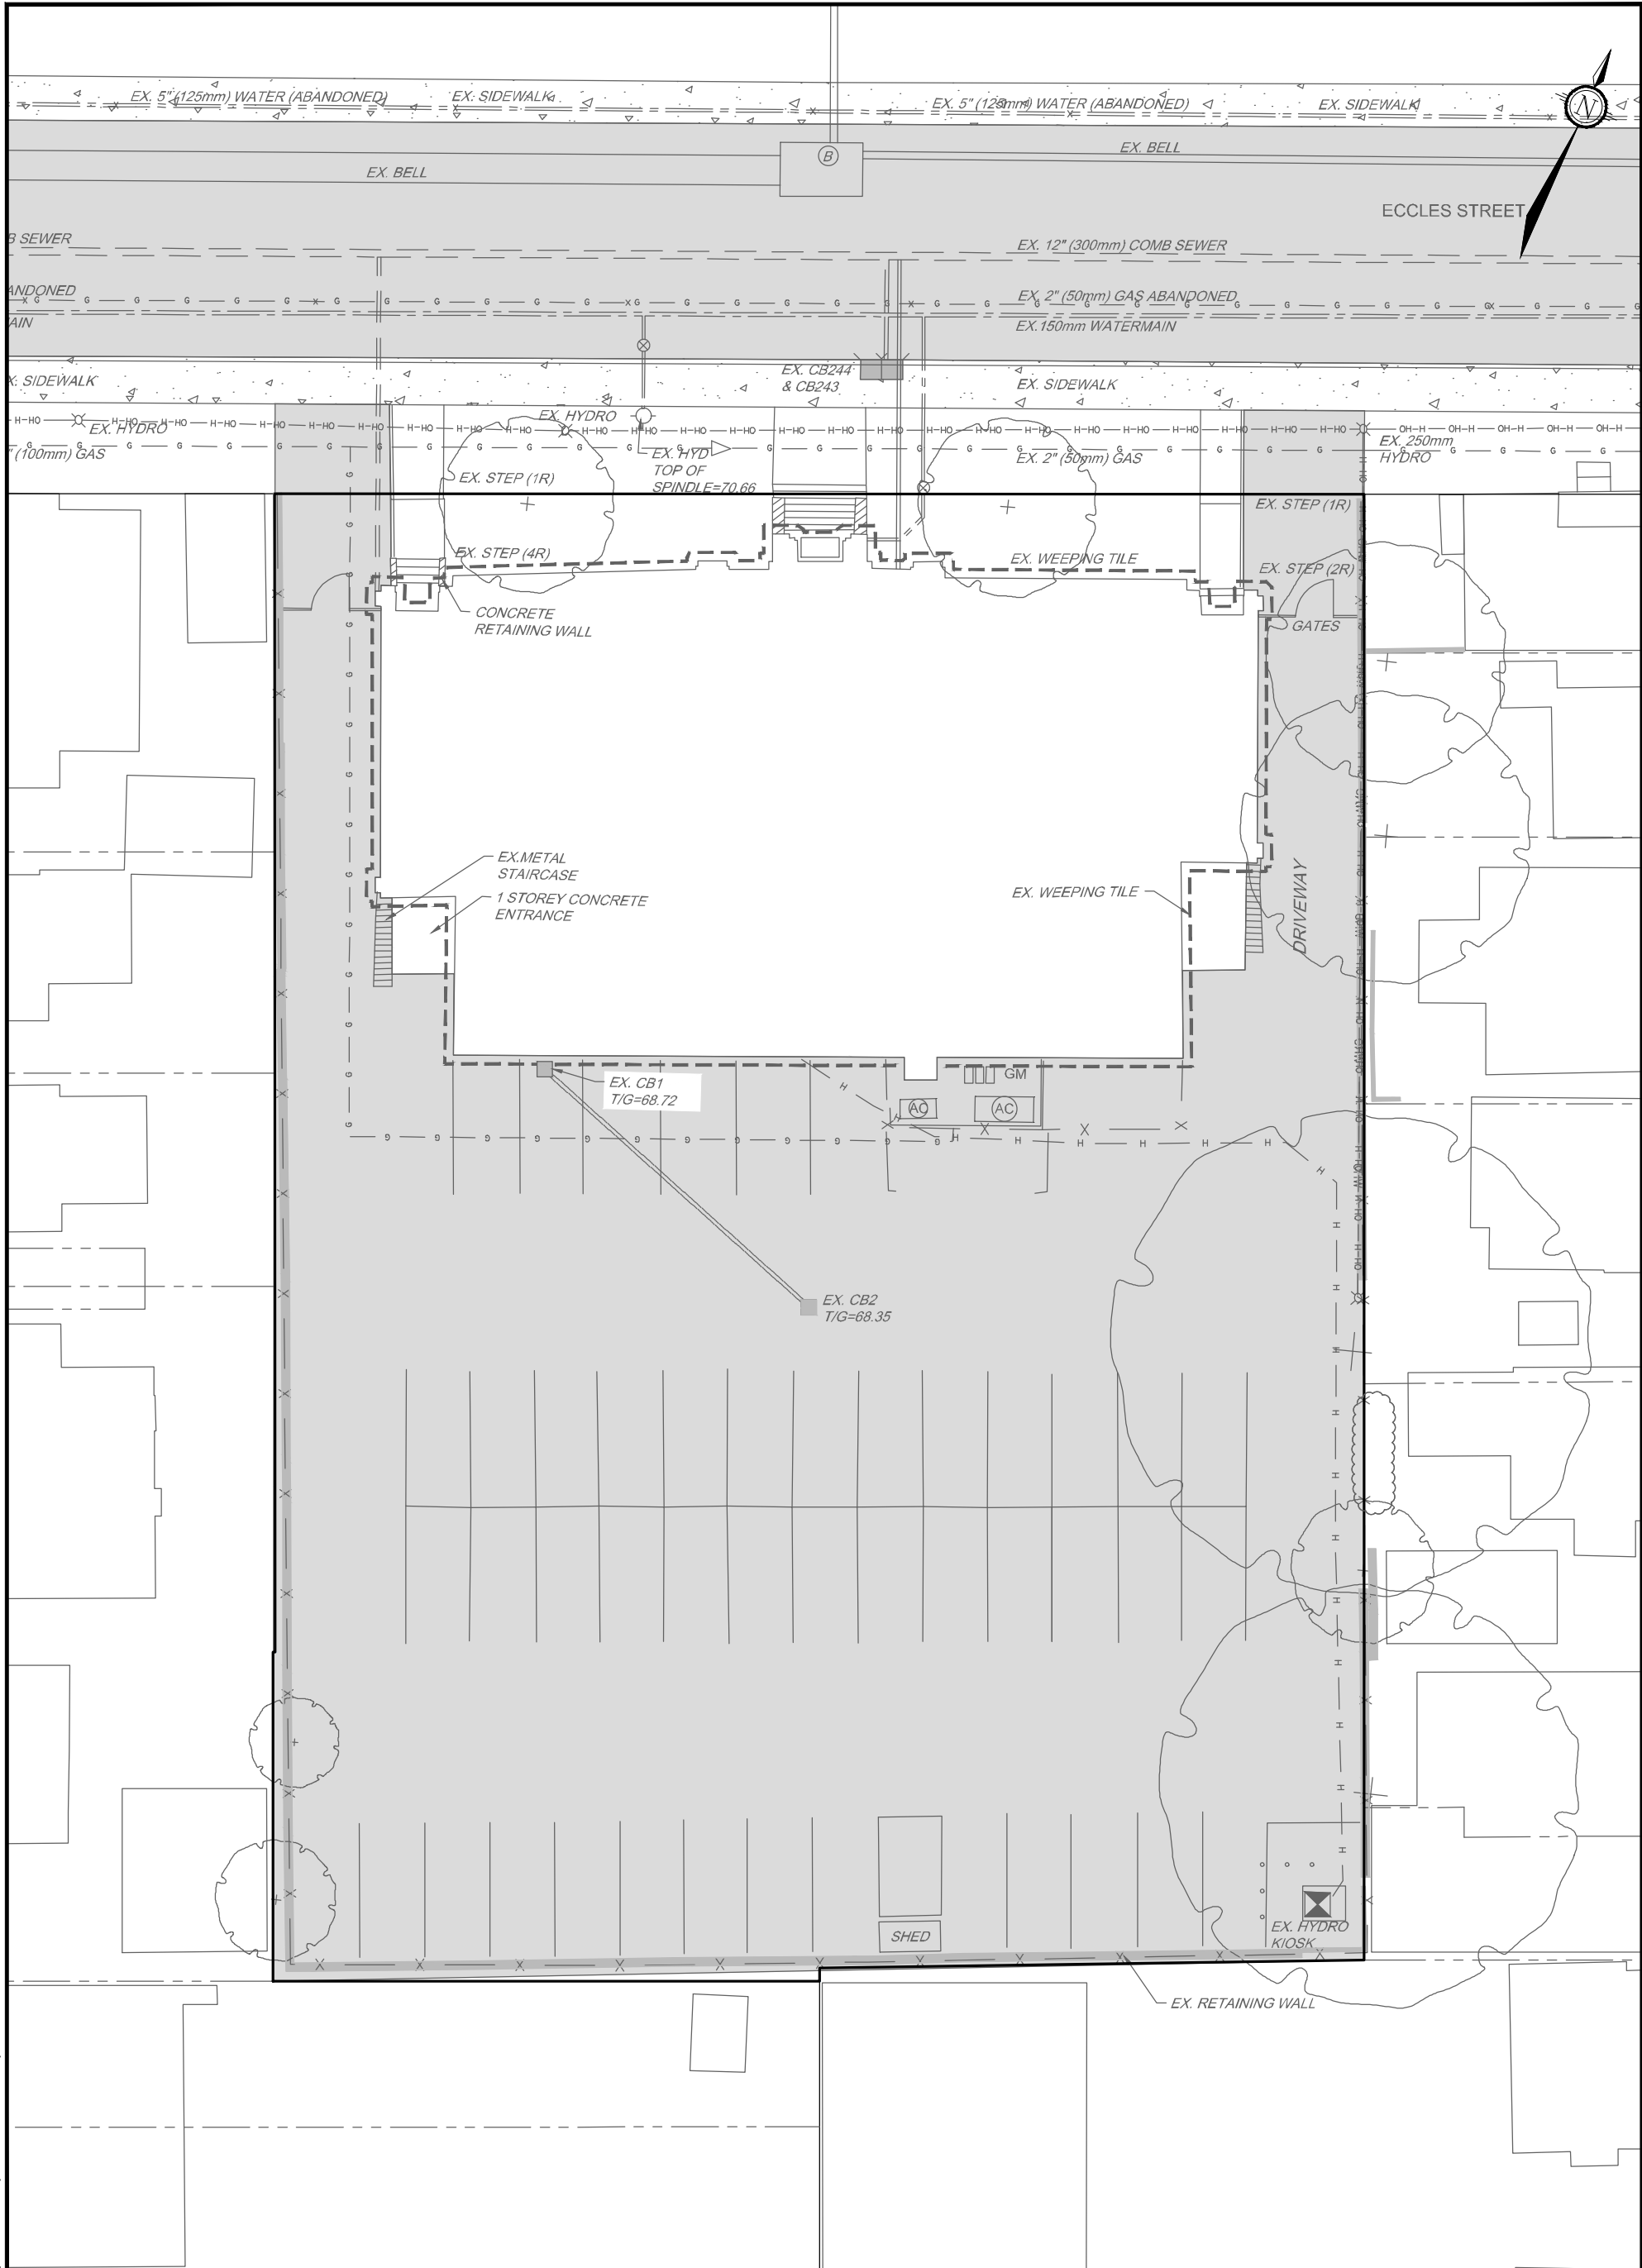 EX. 5" (125mm) WATER (ABANDONED)
EX. SIDEWALK
EX. 5" (125mm) WATER (ABANDONED)
EX. SIDEWALK
N
B
EX. BELL
EX. BELL
ECCLES STREET
B SEWER
EX. 12" (300mm) COMB SEWER
ANDONED
EX. 2" (50mm) GAS ABANDONED
AIN
EX.150mm WATERMAIN
X. SIDEWALK
EX. CB244
& CB243
EX. SIDEWALK
EX. HYDRO
EX. HYDRO
" (100mm) GAS
EX. HYD
TOP OF
SPINDLE=70.66
EX. 2" (50mm) GAS
EX. 250mm
HYDRO
EX. STEP (1R)
EX. STEP (1R)
EX. STEP (4R)
EX. WEEPING TILE
EX. STEP (2R)
CONCRETE
RETAINING WALL
GATES
EX.METAL
STAIRCASE
1 STOREY CONCRETE
ENTRANCE
EX. WEEPING TILE
DRIVEWAY
EX. CB1
T/G=68.72
GM
AC
AC
EX. CB2
T/G=68.35
SHED
EX. HYDRO
KIOSK
EX. RETAINING WALL